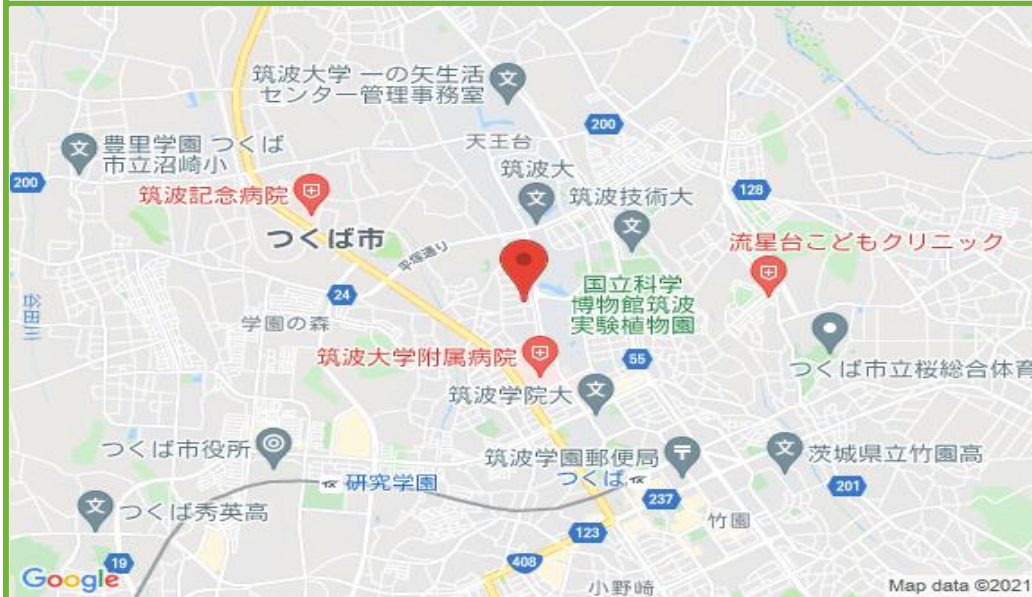 筑波大学 一の矢生活
センター管理事務室
200
天王台
豊里学園 つくば
市立沼崎小
筑波大
200
筑波記念病院
筑波技術大
128
つくば市
平塚通り
流星台こどもクリニック
国立科学
博物館筑波
実験植物園
谷田川
24
学園の森
筑波大学附属病院
55
つくば市立桜総合体育
筑波学院大
つくば市役所
筑波学園郵便局
茨城県立竹園高
つくば
研究学園
201
237
つくば秀英高
竹園
123
19
408
Google
小野崎
Map data ©2021